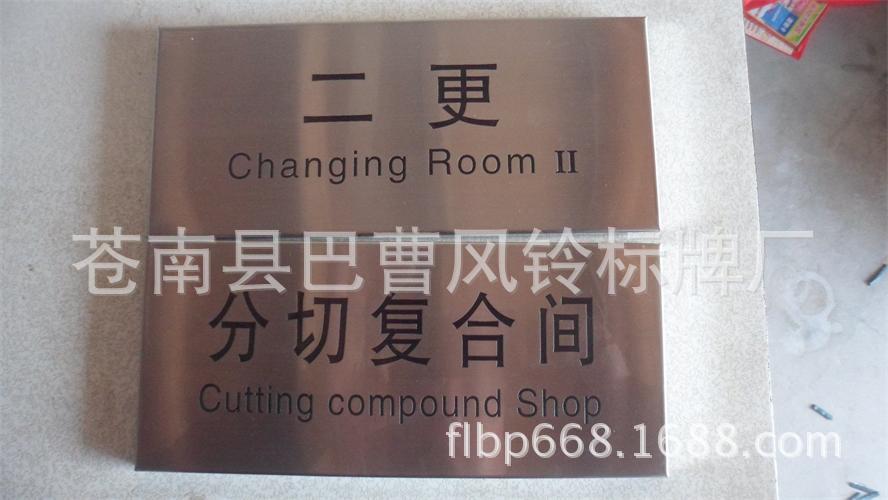 二更
Changing Room II
苍南县巴曹风铃标牌厂
分切复合间
Cutting compound Shop
flbp668.1688.com